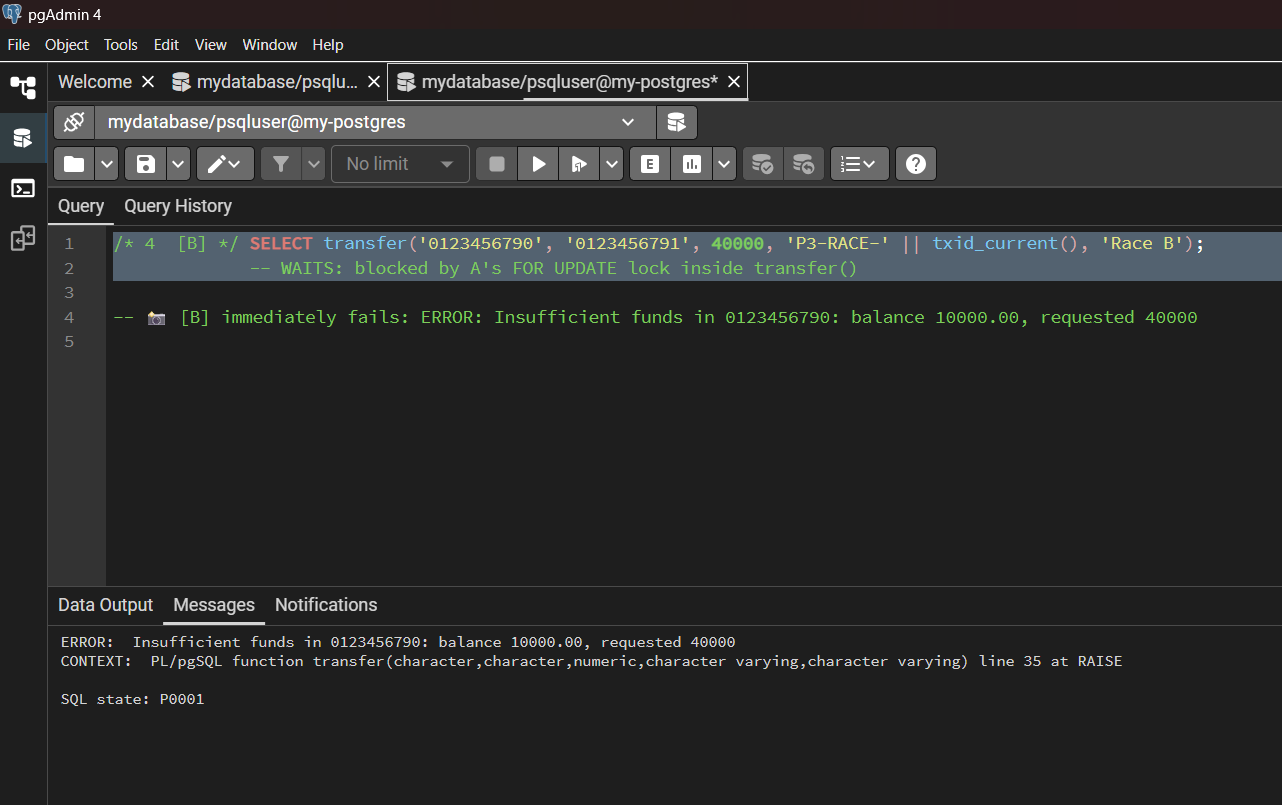 pgAdmin 4
File Object Tools Edit View Window Help
Welcome mydatabase/psqlu... mydatabase/psqluser@my-postgres*
mydatabase/psqluser@my-postgres
No limit E
Query Query History
1 /* 4  [B] */ SELECT transfer('0123456790', '0123456791', 40000, 'P3-RACE-' || txid_current(), 'Race B');
2 -- WAITS: blocked by A's FOR UPDATE lock inside transfer()
3
4 -- 📸 [B] immediately fails: ERROR: Insufficient funds in 0123456790: balance 10000.00, requested 40000
5
Data Output Messages Notifications
ERROR:  Insufficient funds in 0123456790: balance 10000.00, requested 40000
CONTEXT:  PL/pgSQL function transfer(character,character,numeric,character varying,character varying) line 35 at RAISE
SQL state: P0001